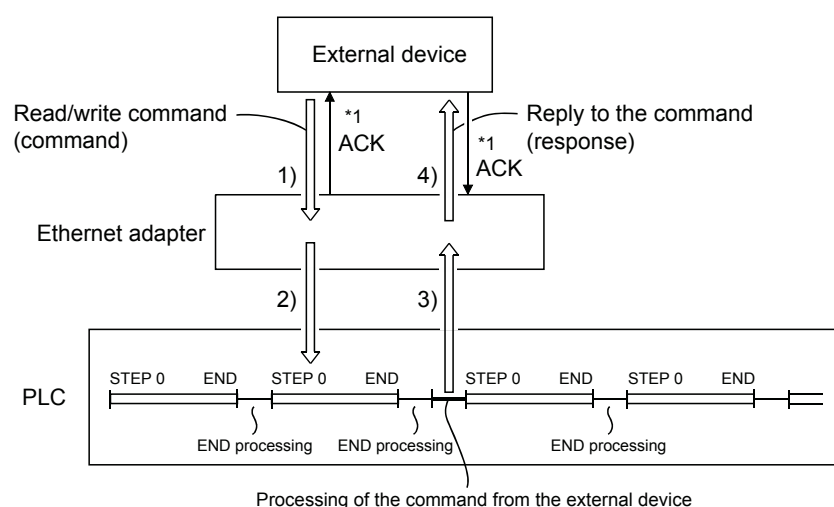 External device
Read/write command
(command)
*1
ACK
Reply to the command
(response)
*1
ACK
1)
4)
Ethernet adapter
2)
3)
PLC
STEP 0
END
STEP 0
END
STEP 0
END
STEP 0
END
END processing
END processing
END processing
Processing of the command from the external device